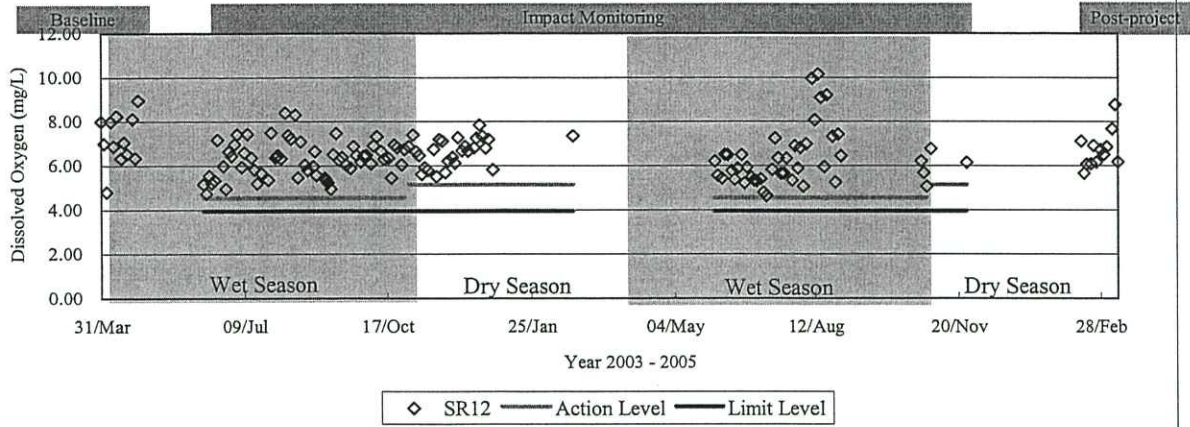 Baseline
Impact Monitoring
Post-project
Dissolved Oxygen (mg/L)
12.00
10.00
8.00
6.00
4.00
2.00
0.00
Wet Season
Dry Season
Wet Season
Dry Season
31/Mar
09/Jul
17/Oct
25/Jan
04/May
12/Aug
20/Nov
28/Feb
Year 2003 - 2005
SR12
Action Level
Limit Level